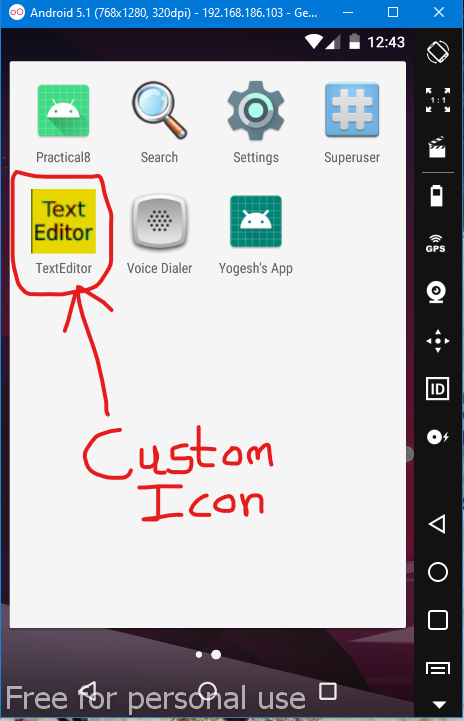 Android 5.1 (768x1280, 320dpi) - 192.168.186.103 - Ge...
12:43
1:1
Practical8
Search
Settings
Superuser
Text
Editor
TextEditor
Voice Dialer
Yogesh's App
GPS
ID
Custom
Icon
Free for personal use